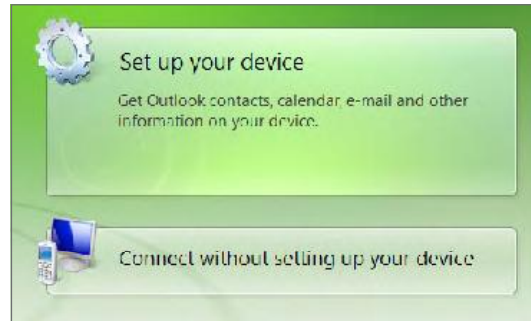 Set up your device
Get Outlook contacts, calendar, e-mail and other
information on your device.
Connect without setting up your device